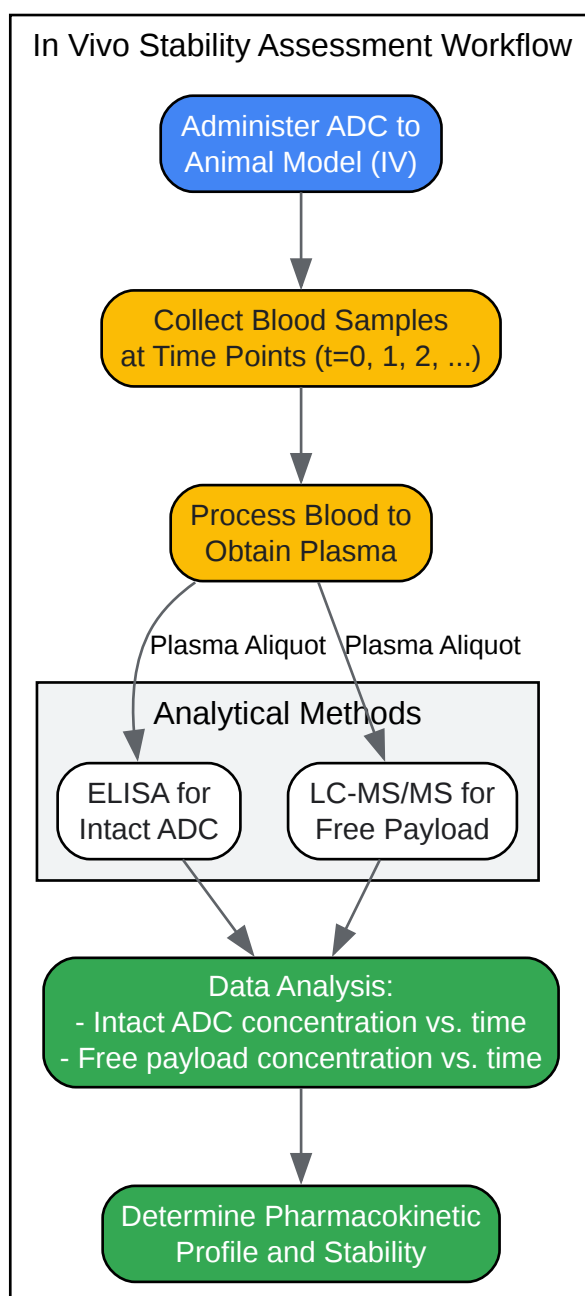 In Vivo Stability Assessment Workflow
Administer ADC to
Animal Model (IV)
Collect Blood Samples
at Time Points (t=0, 1, 2, ...)
Process Blood to
Obtain Plasma
Plasma Aliquot
Plasma Aliquot
Analytical Methods
ELISA for
Intact ADC
LC-MS/MS for
Free Payload
Data Analysis:
- Intact ADC concentration vs. time
- Free payload concentration vs. time
Determine Pharmacokinetic
Profile and Stability